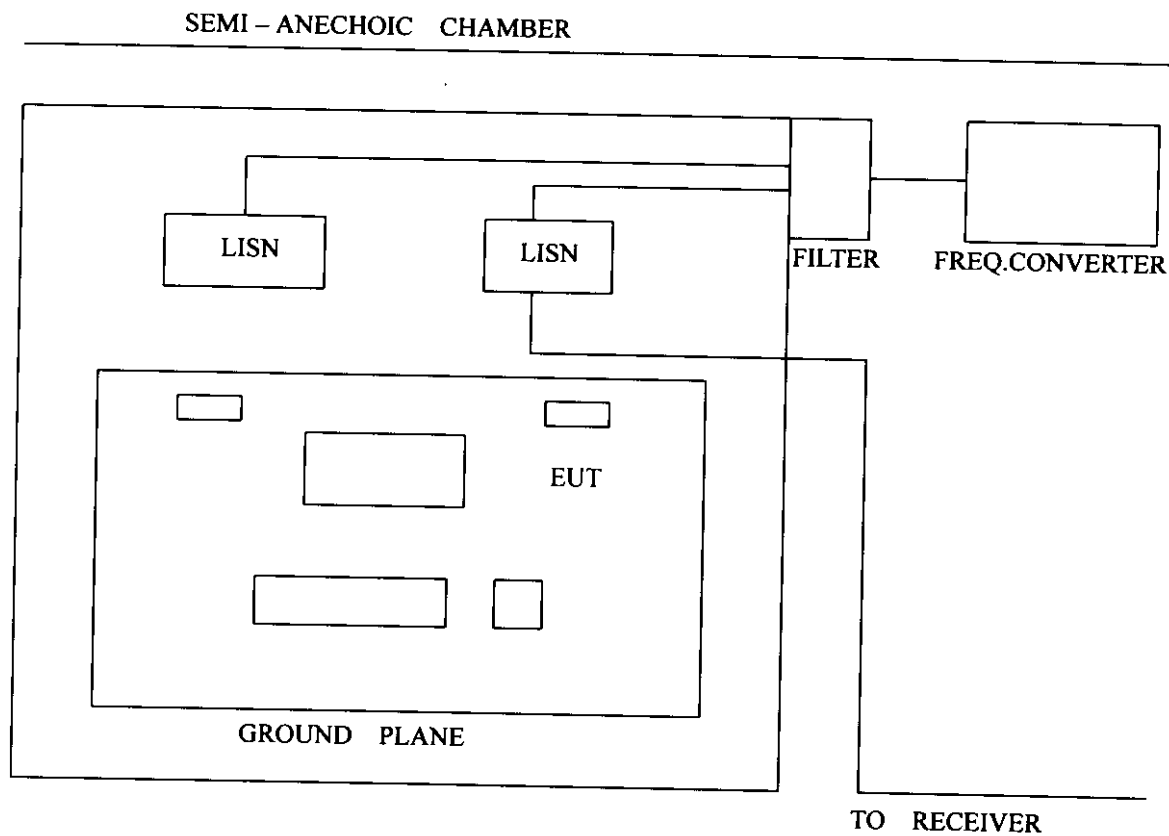 SEMI – ANECHOIC CHAMBER
LISN
LISN
FILTER
FREQ.CONVERTER
EUT
GROUND PLANE
TO RECEIVER